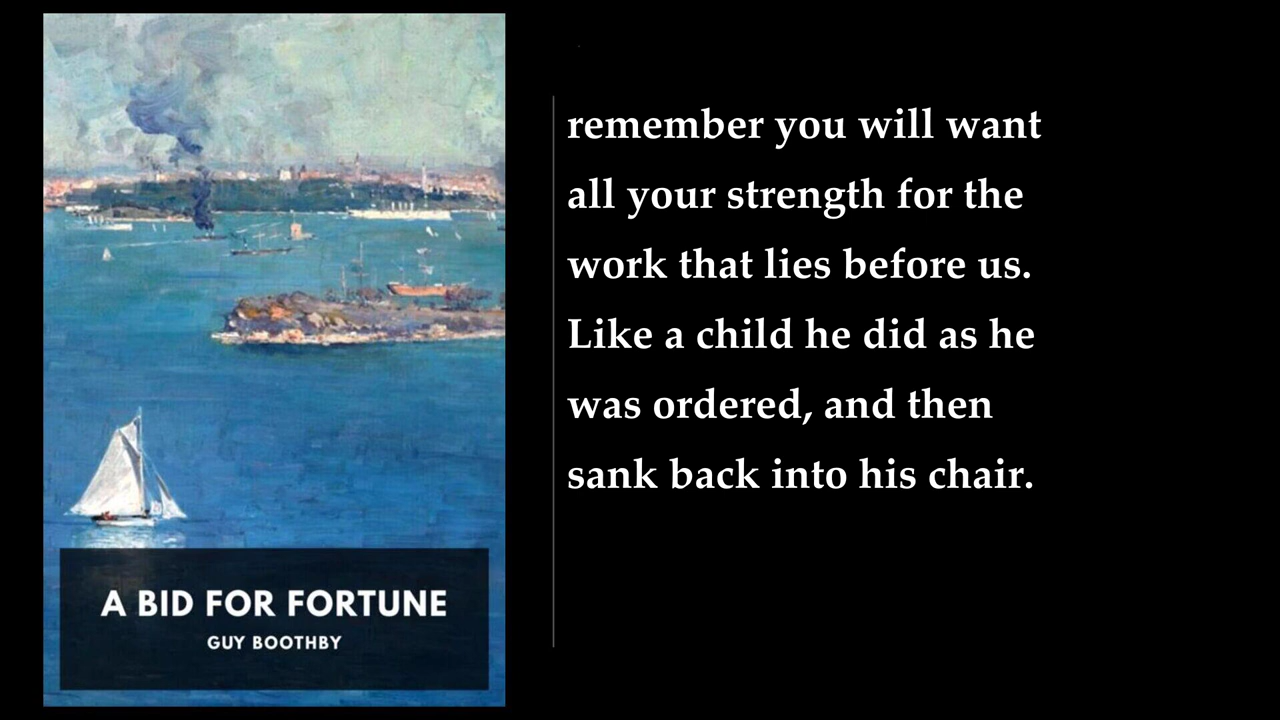 A BID FOR FORTUNE
GUY BOOTHBY
remember you will want
all your strength for the
work that lies before us.
Like a child he did as he
was ordered, and then
sank back into his chair.